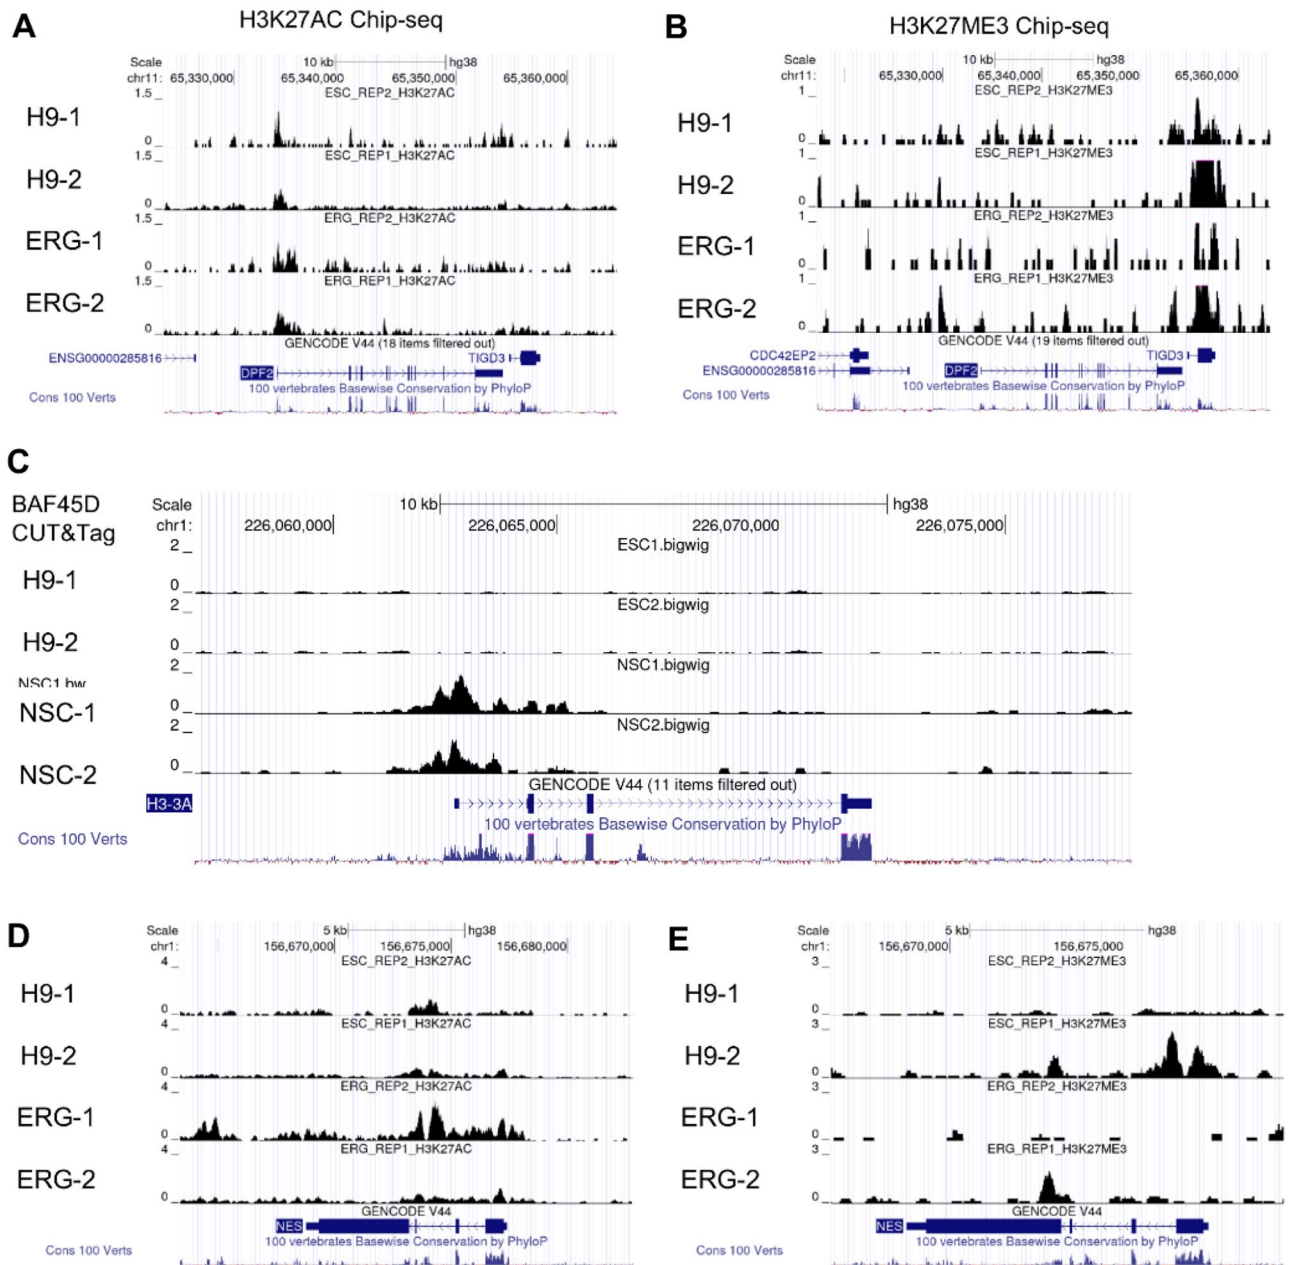 A
H3K27AC Chip-seq
Scale 10 kb hg38
chr11: 65,330,000 65,340,000 65,350,000 65,360,000
ESC_REP2_H3K27AC
1.5
H9-1
0
ESC_REP1_H3K27AC
1.5
H9-2
0
ERG_REP2_H3K27AC
1.5
ERG-1
0
ERG_REP1_H3K27AC
1.5
ERG-2
0
GENCODE V44 (18 items filtered out)
ENSG00000285816 TIGD3
DPF2
100 vertebrates Basewise Conservation by PhyloP
Cons 100 Verts
B
H3K27ME3 Chip-seq
Scale 10 kb hg38
chr11: 65,330,000 65,340,000 65,350,000 65,360,000
ESC_REP2_H3K27ME3
1
H9-1
0
ESC_REP1_H3K27ME3
1
H9-2
0
ERG_REP2_H3K27ME3
1
ERG-1
0
ERG_REP1_H3K27ME3
1
ERG-2
0
GENCODE V44 (19 items filtered out)
CDC42EP2 TIGD3
ENSG00000285816 DPF2
100 vertebrates Basewise Conservation by PhyloP
Cons 100 Verts
C
BAF45D
CUT&Tag
Scale 10 kb hg38
chr1: 226,060,000 226,065,000 226,070,000 226,075,000
ESC1.bigwig
2
H9-1
0
ESC2.bigwig
2
H9-2
0
NSC1.bigwig
2
NSC1.bw
NSC-1
0
NSC2.bigwig
2
NSC-2
0
GENCODE V44 (11 items filtered out)
H3-3A
100 vertebrates Basewise Conservation by PhyloP
Cons 100 Verts
D
Scale 5 kb hg38
chr1: 156,670,000 156,675,000 156,680,000
ESC_REP2_H3K27AC
4
H9-1
0
ESC_REP1_H3K27AC
4
H9-2
0
ERG_REP2_H3K27AC
4
ERG-1
0
ERG_REP1_H3K27AC
4
ERG-2
0
GENCODE V44
NES
100 vertebrates Basewise Conservation by PhyloP
Cons 100 Verts
E
Scale 5 kb hg38
chr1: 156,670,000 156,675,000
ESC_REP2_H3K27ME3
3
H9-1
0
ESC_REP1_H3K27ME3
3
H9-2
0
ERG_REP2_H3K27ME3
3
ERG-1
0
ERG_REP1_H3K27ME3
3
ERG-2
0
GENCODE V44
NES
100 vertebrates Basewise Conservation by PhyloP
Cons 100 Verts